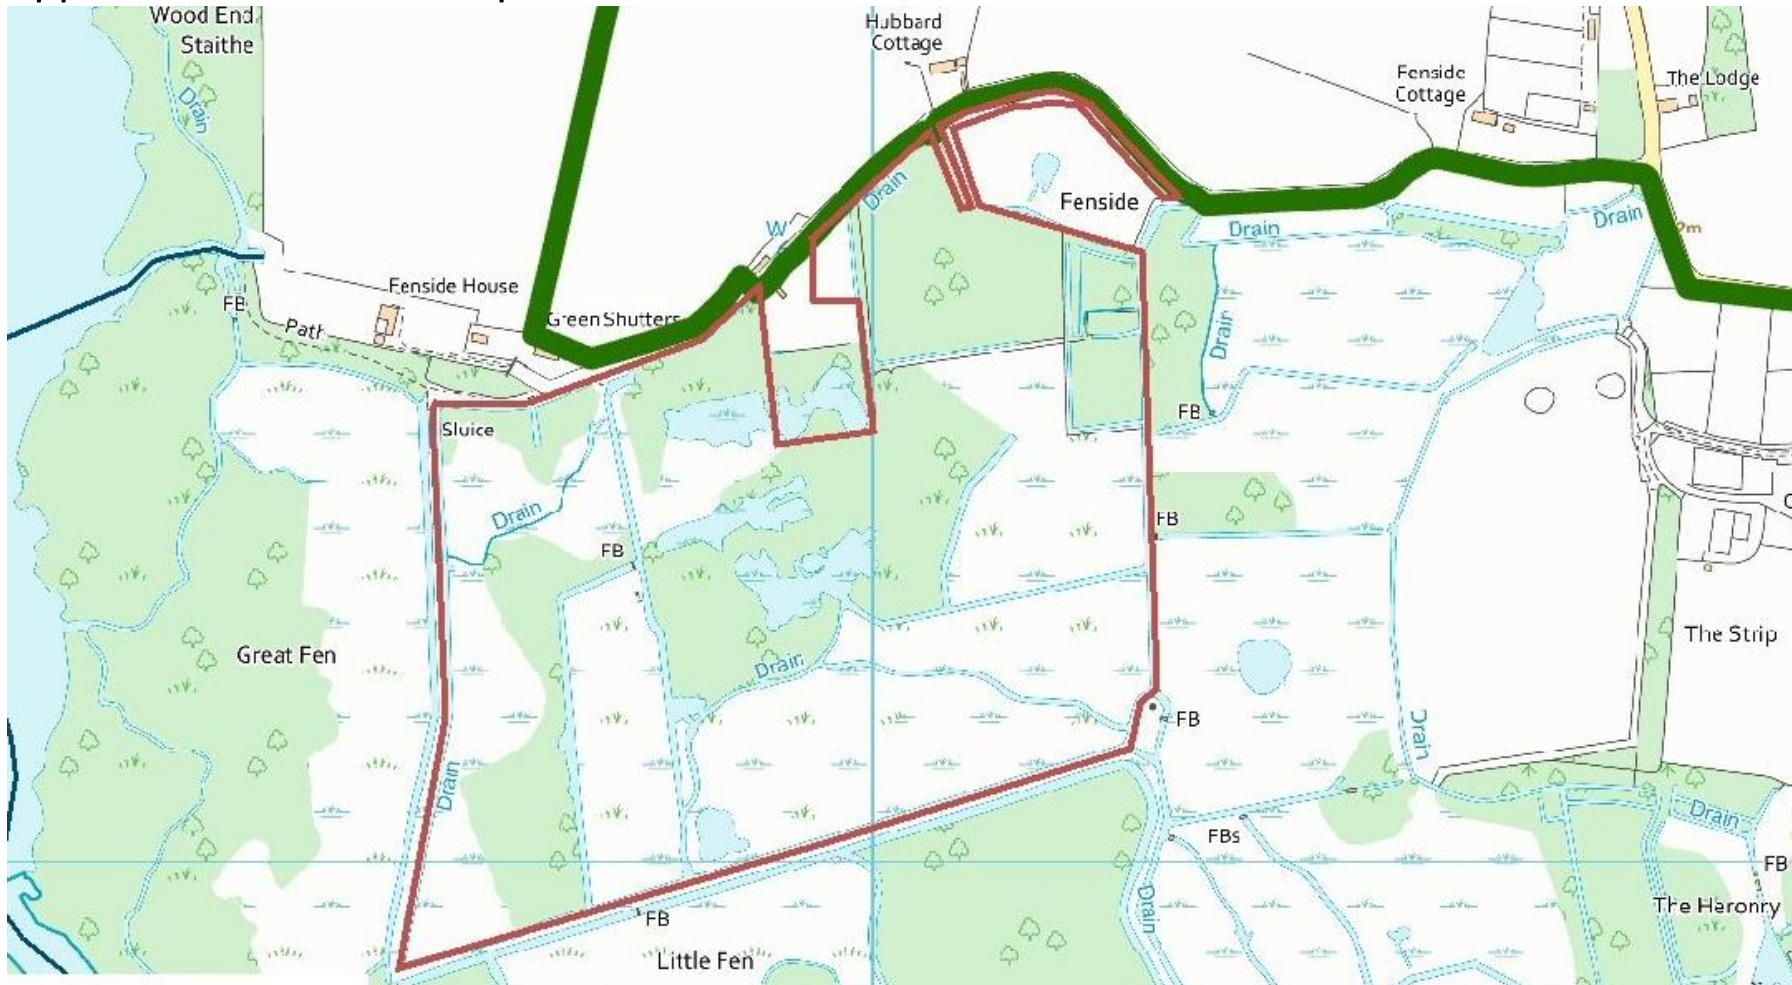 Wood End
Staithe
Hubbard
Cottage
Fenside
Cottage
The Lodge
Drain
Drain
Fenside
W
Drain
Drain
9m
Fenside House
FB
Path
Green Shutters
Drain
FB
Sluice
Drain
FB
FB
Great Fen
The Strip
Drain
FB
Drain
Drain
Drain
FBs
FB
Drain
The Heronry
FB
Little Fen